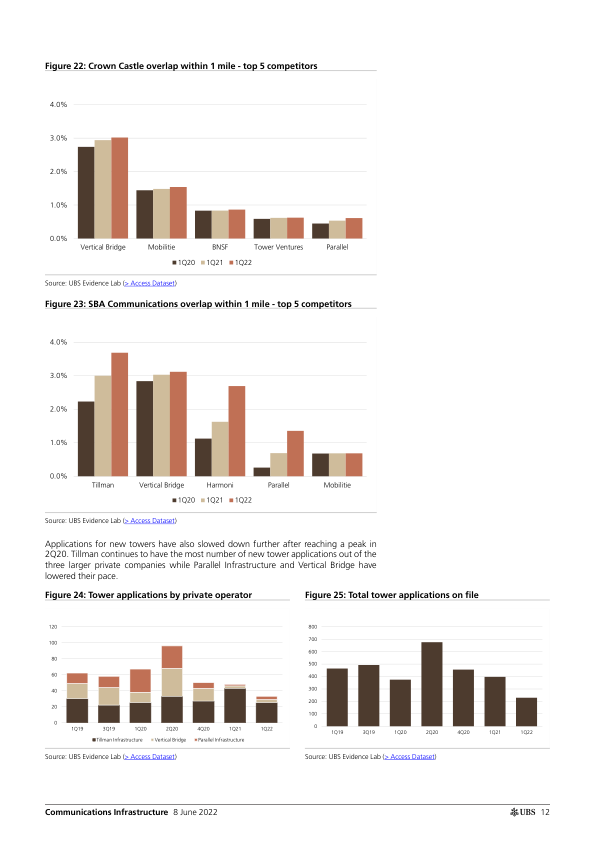 Figure 22: Crown Castle overlap within 1 mile - top 5 competitors
4.0%
3.0%
2.0%
1.0%
0.0%
Vertical Bridge Mobilitie BNSF Tower Ventures Parallel
1Q20 1Q21 1Q22
Source: UBS Evidence Lab (> Access Dataset)
Figure 23: SBA Communications overlap within 1 mile - top 5 competitors
4.0%
3.0%
2.0%
1.0%
0.0%
Tillman Vertical Bridge Harmoni Parallel Mobilitie
1Q20 1Q21 1Q22
Source: UBS Evidence Lab (> Access Dataset)
Applications for new towers have also slowed down further after reaching a peak in
2Q20. Tillman continues to have the most number of new tower applications out of the
three larger private companies while Parallel Infrastructure and Vertical Bridge have
lowered their pace.
Figure 24: Tower applications by private operator
120
100
80
60
40
20
0
1Q19 3Q19 1Q20 2Q20 4Q20 1Q21 1Q22
Tillman Infrastructure Vertical Bridge Parallel Infrastructure
Source: UBS Evidence Lab (> Access Dataset)
Figure 25: Total tower applications on file
800
700
600
500
400
300
200
100
0
1Q19 3Q19 1Q20 2Q20 4Q20 1Q21 1Q22
Source: UBS Evidence Lab (> Access Dataset)
Communications Infrastructure 8 June 2022
UBS 12